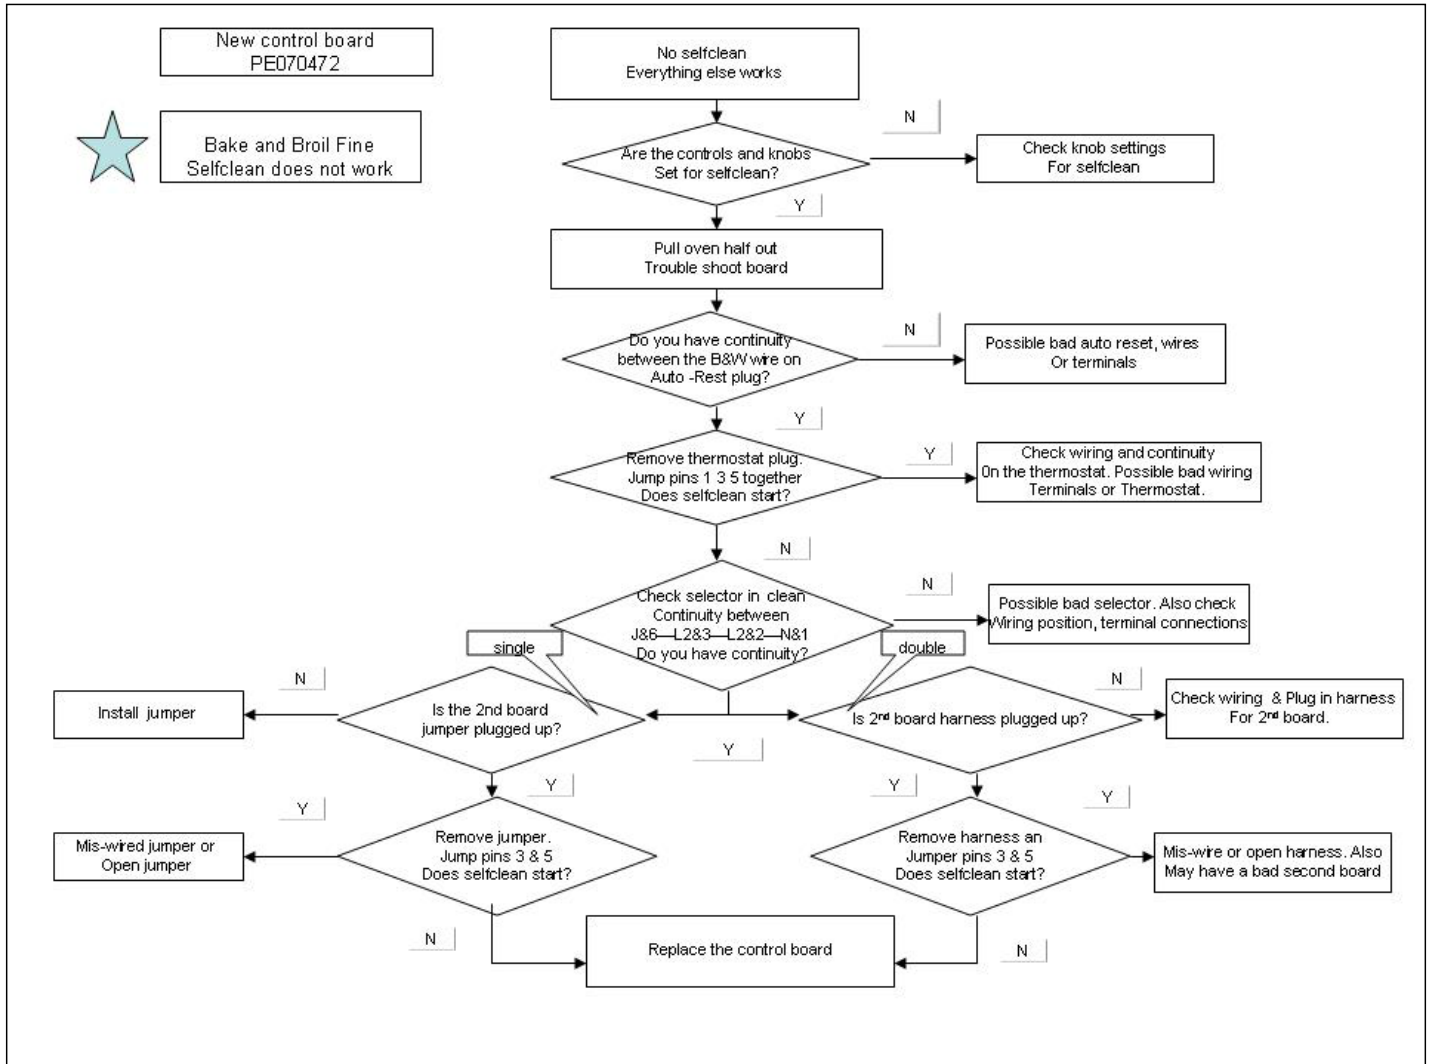 New control board
PE070472
Bake and Broil Fine
Selfclean does not work
No selfclean
Everything else works
N
Are the controls and knobs
Set for selfclean?
Check knob settings
For selfclean
Y
Pull oven half out
Trouble shoot board
N
Do you have continuity
between the B&W wire on
Auto -Rest plug?
Possible bad auto reset, wires
Or terminals
Y
Remove thermostat plug.
Jump pins 1 3 5 together
Does selfclean start?
Y
Check wiring and continuity
0n the thermostat. Possible bad wiring
Terminals or Thermostat.
N
Check selector in clean
Continuity between
J&6—L2&3—L2&2—N&1
Do you have continuity?
N
Possible bad selector. Also check
Wiring position, terminal connections
single
double
N
Install jumper
Is the 2nd board
jumper plugged up?
Y
Is 2nd board harness plugged up?
N
Check wiring & Plug in harness
For 2nd board.
Y
Y
Y
Y
Mis-wired jumper or
Open jumper
Remove jumper.
Jump pins 3 & 5
Does selfclean start?
Remove harness an
Jumper pins 3 & 5
Does selfclean start?
Mis-wire or open harness. Also
May have a bad second board
N
Replace the control board
N